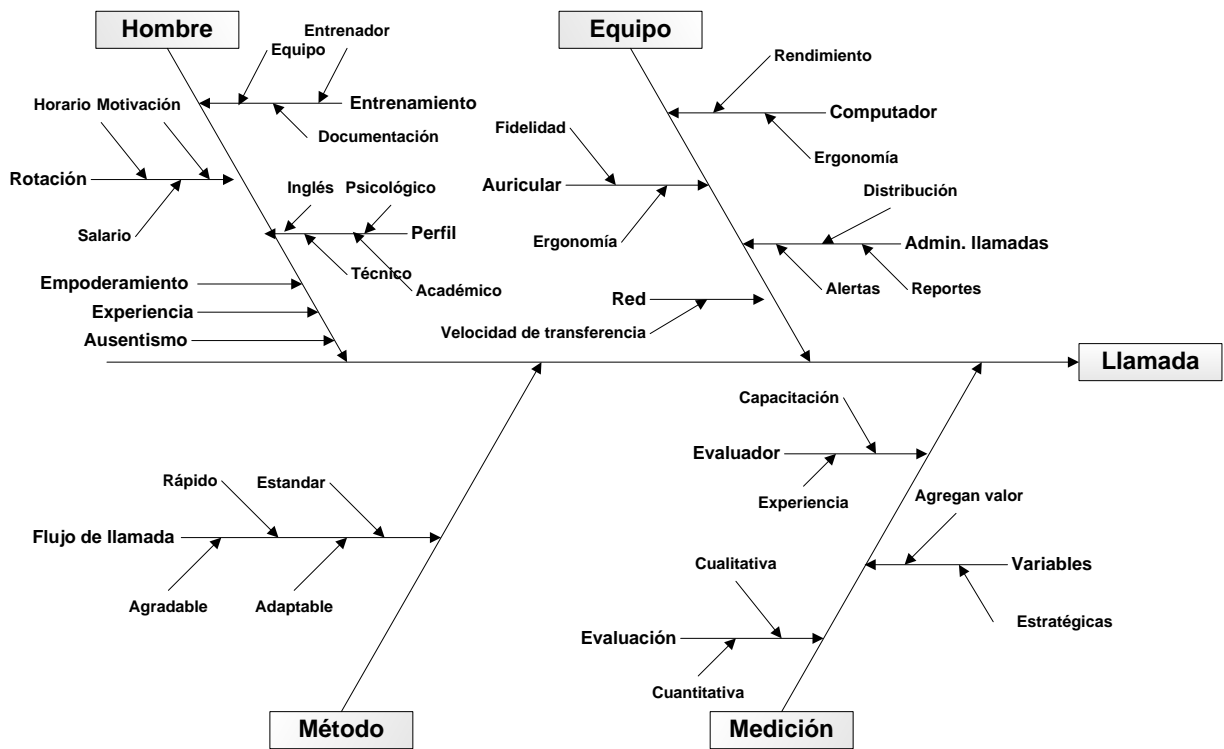 Hombre
Equipo
Entrenador
Equipo
Entrenamiento
Documentación
Horario Motivación
Rotación
Salario
Inglés
Psicológico
Perfil
Técnico
Académico
Empoderamiento
Experiencia
Ausentismo
Rendimiento
Computador
Ergonomía
Fidelidad
Auricular
Ergonomía
Distribución
Admin. llamadas
Alertas
Reportes
Red
Velocidad de transferencia
Llamada
Rápido
Estandar
Flujo de llamada
Agradable
Adaptable
Método
Capacitación
Evaluador
Experiencia
Agregan valor
Variables
Estratégicas
Cualitativa
Evaluación
Cuantitativa
Medición